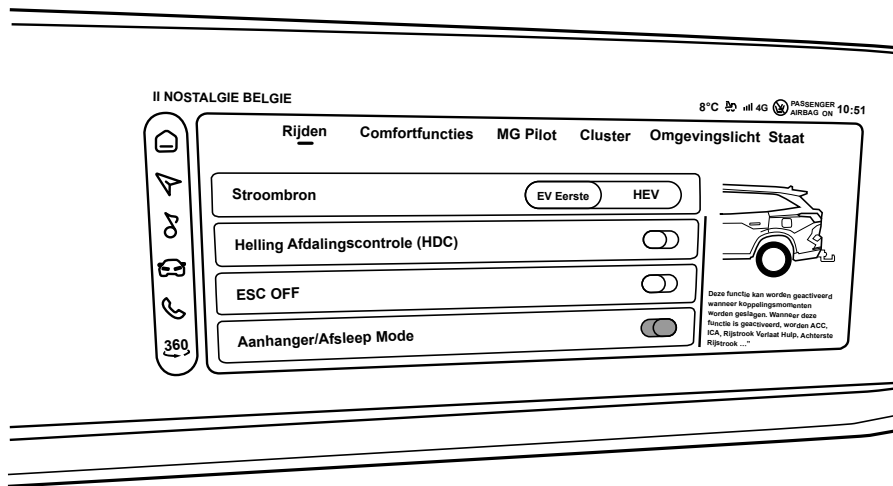 II NOSTALGIE BELGIE
8°C 4G PASSENGER AIRBAG ON 10:51
Rijden Comfortfuncties MG Pilot Cluster Omgevingslicht Staat
Stroombron EV Eerste HEV
Helling Afdalingscontrole (HDC)
ESC OFF
Aanhanger/Afsleep Mode
360
Deze functie kan worden geactiveerd
wanneer koppelingsmomenten
worden geslagen. Wanneer deze
functie is geactiveerd, worden ACC,
ICA, Rijstrook Verlaat Hulp, Achterste
Rijstrook ..."